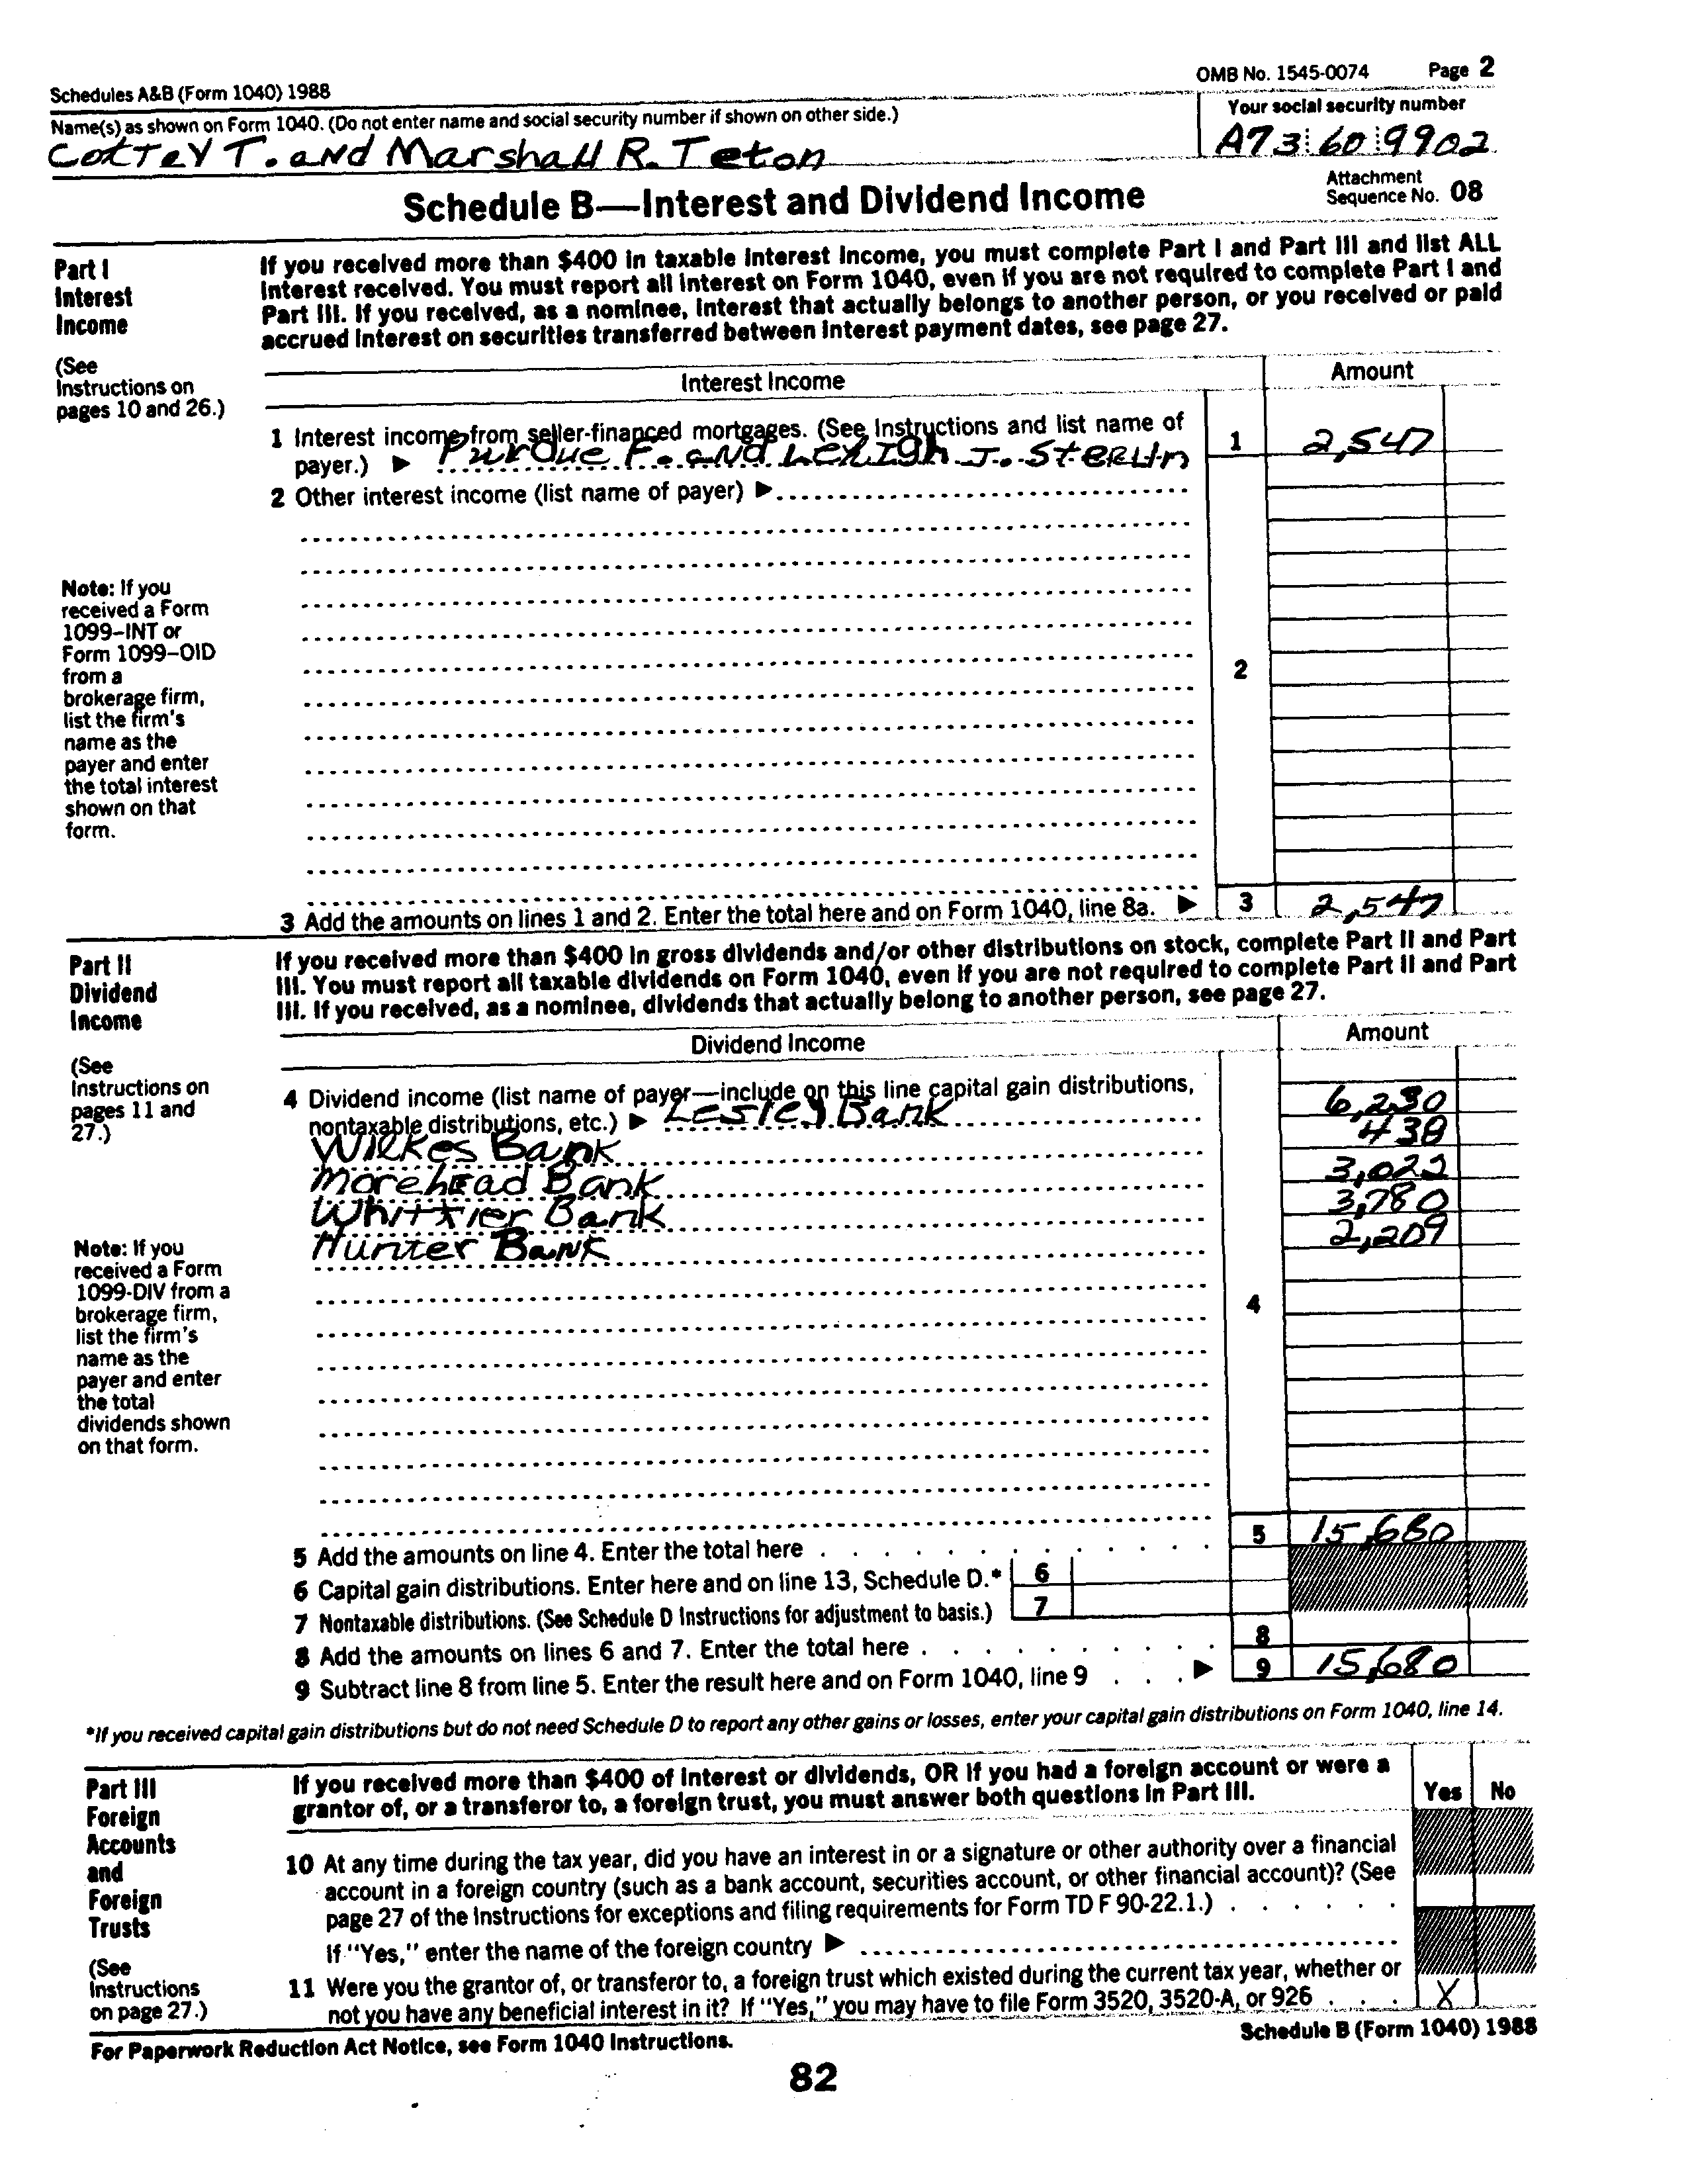 Schedules A&B (Form 1040) 1988
OMB No. 1545-0074 Page 2
Name(s) as shown on Form 1040. (Do not enter name and social security number if shown on other side.)
Your social security number
Cottey T. and Marshall R. Teton
A73 60 9902
Schedule B—Interest and Dividend Income
Attachment
Sequence No. 08
Part I
Interest
Income
(See
Instructions on
pages 10 and 26.)
If you received more than $400 in taxable interest income, you must complete Part I and Part III and list ALL
interest received. You must report all interest on Form 1040, even if you are not required to complete Part I and
Part III. If you received, as a nominee, interest that actually belongs to another person, or you received or paid
accrued interest on securities transferred between interest payment dates, see page 27.
Interest Income
Amount
1 Interest income from seller-financed mortgages. (See Instructions and list name of
payer.) ▶ Purdue F. and Lehigh J. Sterlin
1 2,547
2 Other interest income (list name of payer) ▶
Note: If you
received a Form
1099–INT or
Form 1099–OID
from a
brokerage firm,
list the firm's
name as the
payer and enter
the total interest
shown on that
form.
2
3 Add the amounts on lines 1 and 2. Enter the total here and on Form 1040, line 8a. ▶ 3 2,547
Part II
Dividend
Income
(See
Instructions on
pages 11 and
27.)
If you received more than $400 in gross dividends and/or other distributions on stock, complete Part II and Part
III. You must report all taxable dividends on Form 1040, even if you are not required to complete Part II and Part
III. If you received, as a nominee, dividends that actually belong to another person, see page 27.
Dividend Income
Amount
4 Dividend income (list name of payer—include on this line capital gain distributions,
nontaxable distributions, etc.) ▶ Lesley Bank 6,230
Wilkes Bank 438
Morehead Bank 3,022
Whittier Bank 3,780
Hunter Bank 2,209
Note: If you
received a Form
1099-DIV from a
brokerage firm,
list the firm's
name as the
payer and enter
the total
dividends shown
on that form.
4
5 Add the amounts on line 4. Enter the total here 5 15,680
6 Capital gain distributions. Enter here and on line 13, Schedule D.* 6
7 Nontaxable distributions. (See Schedule D Instructions for adjustment to basis.) 7
8 Add the amounts on lines 6 and 7. Enter the total here 8
9 Subtract line 8 from line 5. Enter the result here and on Form 1040, line 9 ▶ 9 15,680
*If you received capital gain distributions but do not need Schedule D to report any other gains or losses, enter your capital gain distributions on Form 1040, line 14.
Part III
Foreign
Accounts
and
Foreign
Trusts
(See
Instructions
on page 27.)
If you received more than $400 of interest or dividends, OR if you had a foreign account or were a
grantor of, or a transferor to, a foreign trust, you must answer both questions in Part III.
Yes No
10 At any time during the tax year, did you have an interest in or a signature or other authority over a financial
account in a foreign country (such as a bank account, securities account, or other financial account)? (See
page 27 of the Instructions for exceptions and filing requirements for Form TD F 90-22.1.)
If "Yes," enter the name of the foreign country ▶
11 Were you the grantor of, or transferor to, a foreign trust which existed during the current tax year, whether or
not you have any beneficial interest in it? If "Yes," you may have to file Form 3520, 3520-A, or 926 X
For Paperwork Reduction Act Notice, see Form 1040 Instructions.
Schedule B (Form 1040) 1988
82